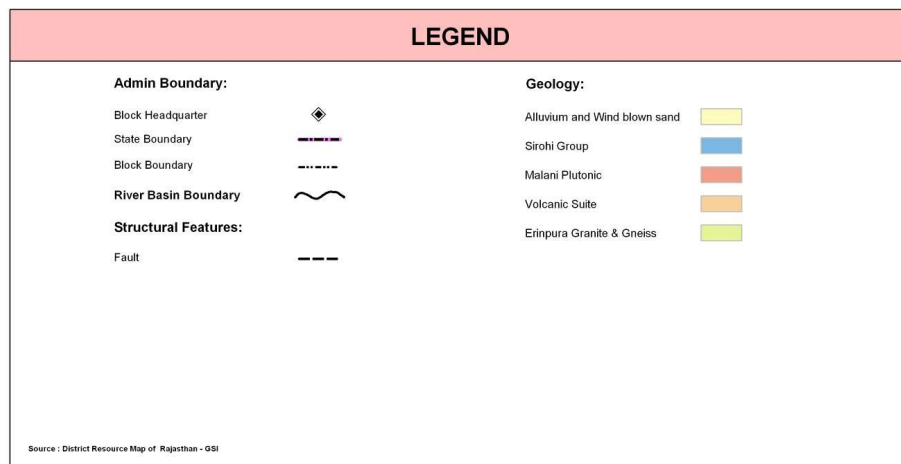 LEGEND
Admin Boundary:
Block Headquarter
State Boundary
Block Boundary
River Basin Boundary
Structural Features:
Fault
Geology:
Alluvium and Wind blown sand
Sirohi Group
Malani Plutonic
Volcanic Suite
Erinpura Granite & Gneiss
Source : District Resource Map of Rajasthan - GSI